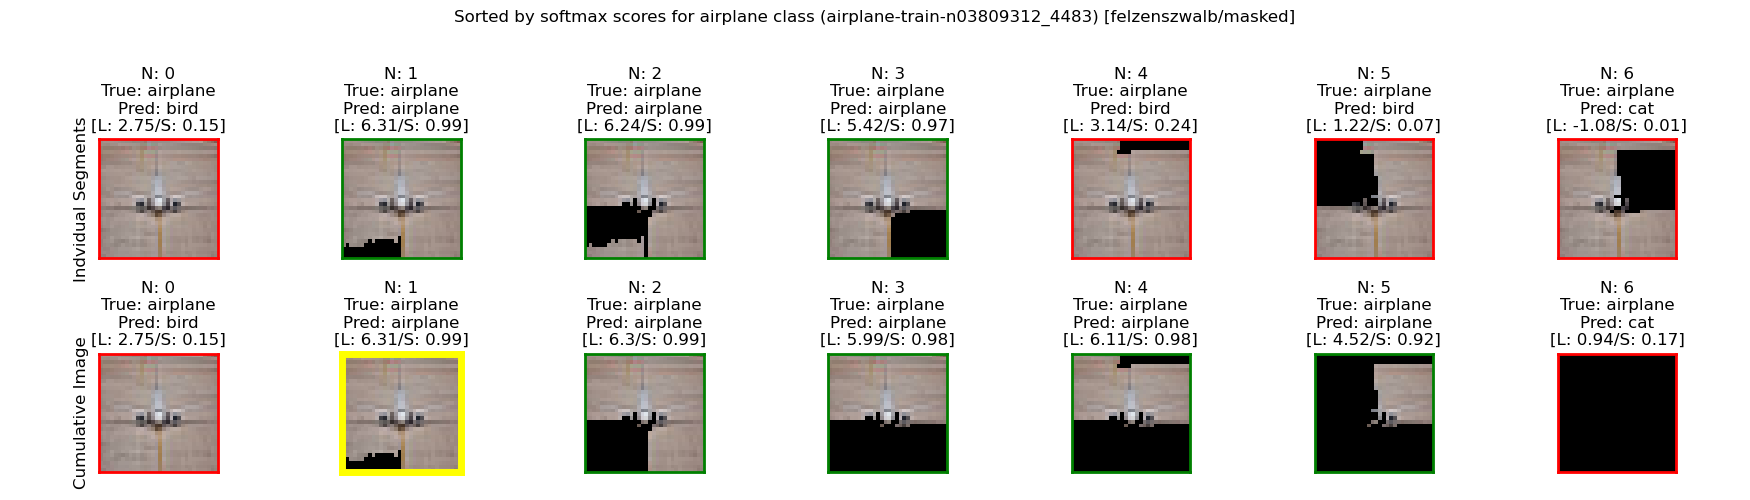 Sorted by softmax scores for airplane class (airplane-train-n03809312_4483) [felzenszwalb/masked]
Indvidual Segments
N: 0
True: airplane
Pred: bird
[L: 2.75/S: 0.15]
N: 1
True: airplane
Pred: airplane
[L: 6.31/S: 0.99]
N: 2
True: airplane
Pred: airplane
[L: 6.24/S: 0.99]
N: 3
True: airplane
Pred: airplane
[L: 5.42/S: 0.97]
N: 4
True: airplane
Pred: bird
[L: 3.14/S: 0.24]
N: 5
True: airplane
Pred: bird
[L: 1.22/S: 0.07]
N: 6
True: airplane
Pred: cat
[L: -1.08/S: 0.01]
Cumulative Image
N: 0
True: airplane
Pred: bird
[L: 2.75/S: 0.15]
N: 1
True: airplane
Pred: airplane
[L: 6.31/S: 0.99]
N: 2
True: airplane
Pred: airplane
[L: 6.3/S: 0.99]
N: 3
True: airplane
Pred: airplane
[L: 5.99/S: 0.98]
N: 4
True: airplane
Pred: airplane
[L: 6.11/S: 0.98]
N: 5
True: airplane
Pred: airplane
[L: 4.52/S: 0.92]
N: 6
True: airplane
Pred: cat
[L: 0.94/S: 0.17]